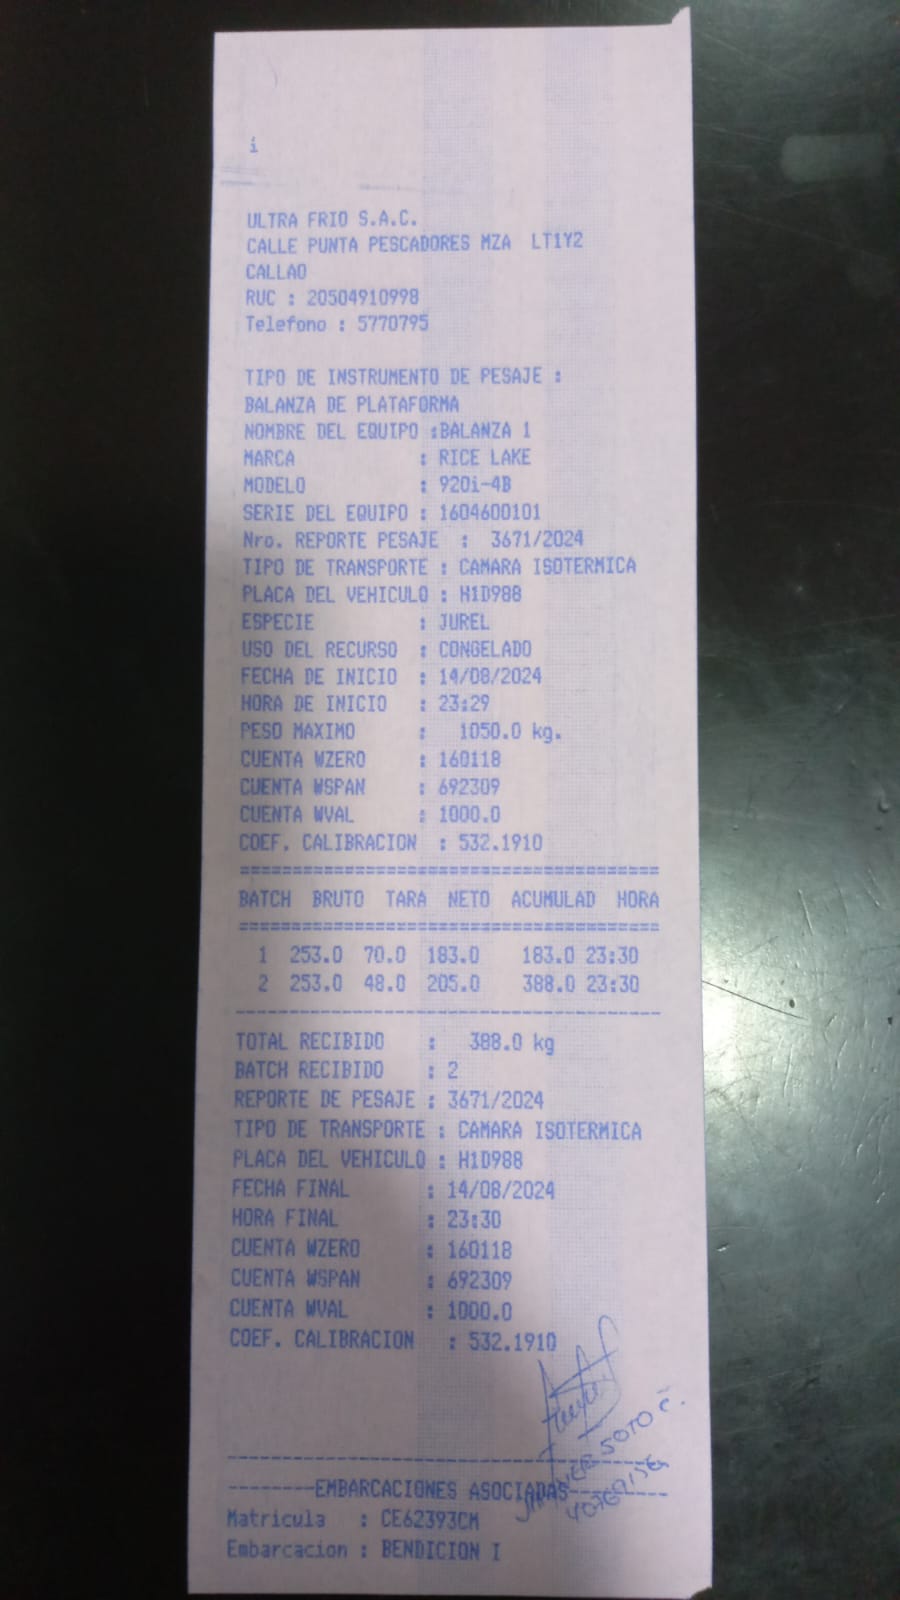 i
ULTRA FRIO S.A.C.
CALLE PUNTA PESCADORES MZA  LT1Y2
CALLAO
RUC : 20504910998
Telefono : 5770795
TIPO DE INSTRUMENTO DE PESAJE :
BALANZA DE PLATAFORMA
NOMBRE DEL EQUIPO :BALANZA 1
MARCA : RICE LAKE
MODELO : 920i-4B
SERIE DEL EQUIPO : 1604600101
Nro. REPORTE PESAJE : 3671/2024
TIPO DE TRANSPORTE : CAMARA ISOTERMICA
PLACA DEL VEHICULO : H1D988
ESPECIE : JUREL
USO DEL RECURSO : CONGELADO
FECHA DE INICIO : 14/08/2024
HORA DE INICIO : 23:29
PESO MAXIMO : 1050.0 kg.
CUENTA WZERO : 160118
CUENTA WSPAN : 692309
CUENTA WVAL : 1000.0
COEF. CALIBRACION : 532.1910
========================================
BATCH BRUTO TARA NETO ACUMULAD HORA
========================================
1 253.0 70.0 183.0 183.0 23:30
2 253.0 48.0 205.0 388.0 23:30
----------------------------------------
TOTAL RECIBIDO : 388.0 kg
BATCH RECIBIDO : 2
REPORTE DE PESAJE : 3671/2024
TIPO DE TRANSPORTE : CAMARA ISOTERMICA
PLACA DEL VEHICULO : H1D988
FECHA FINAL : 14/08/2024
HORA FINAL : 23:30
CUENTA WZERO : 160118
CUENTA WSPAN : 692309
CUENTA WVAL : 1000.0
COEF. CALIBRACION : 532.1910
SOTO C.
----------------------------------------
--------EMBARCACIONES ASOCIADAS---------
Matricula : CE62393CM
Embarcacion : BENDICION I